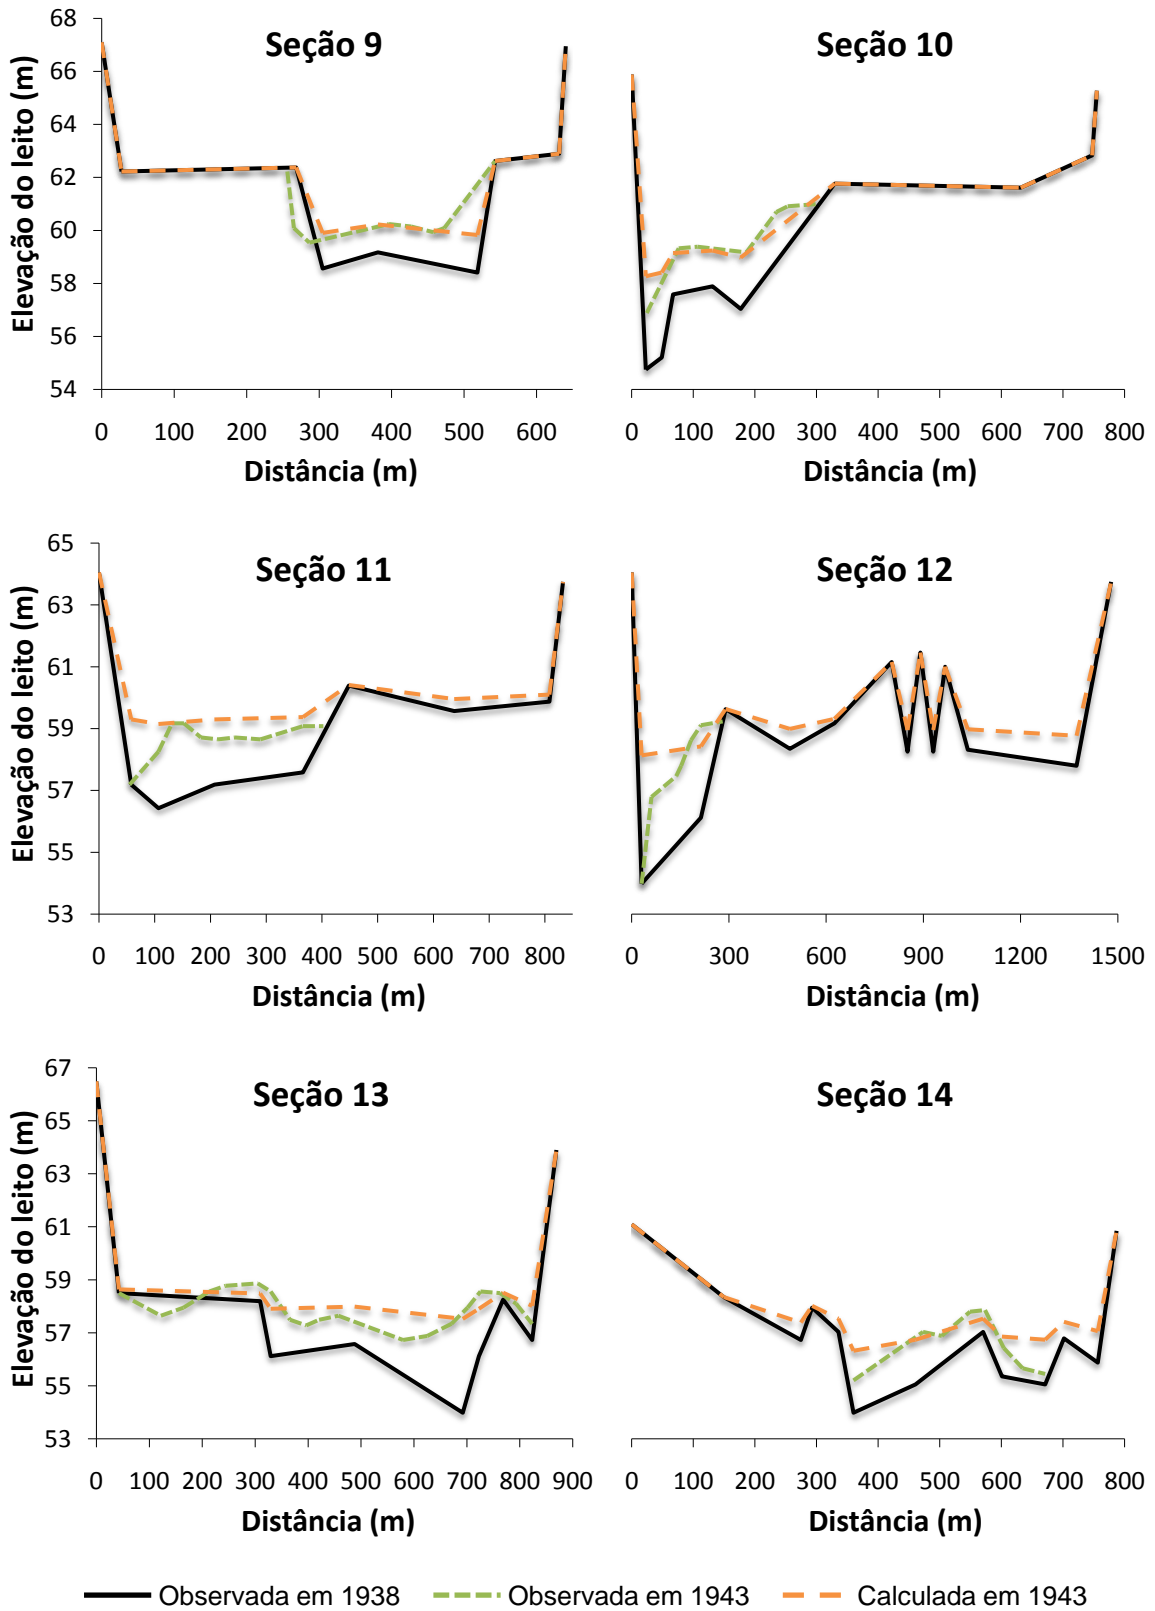 Seção 9
Elevação do leito (m)
68
66
64
62
60
58
56
54
0 100 200 300 400 500 600
Distância (m)
Seção 10
0 100 200 300 400 500 600 700 800
Distância (m)
Seção 11
Elevação do leito (m)
65
63
61
59
57
55
53
0 100 200 300 400 500 600 700 800
Distância (m)
Seção 12
0 300 600 900 1200 1500
Distância (m)
Seção 13
Elevação do leito (m)
67
65
63
61
59
57
55
53
0 100 200 300 400 500 600 700 800 900
Distância (m)
Seção 14
0 100 200 300 400 500 600 700 800
Distância (m)
Observada em 1938 Observada em 1943 Calculada em 1943